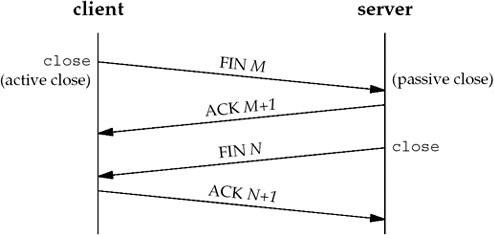 client
server
close
(active close)
FIN M
(passive close)
ACK M+1
FIN N
close
ACK N+1